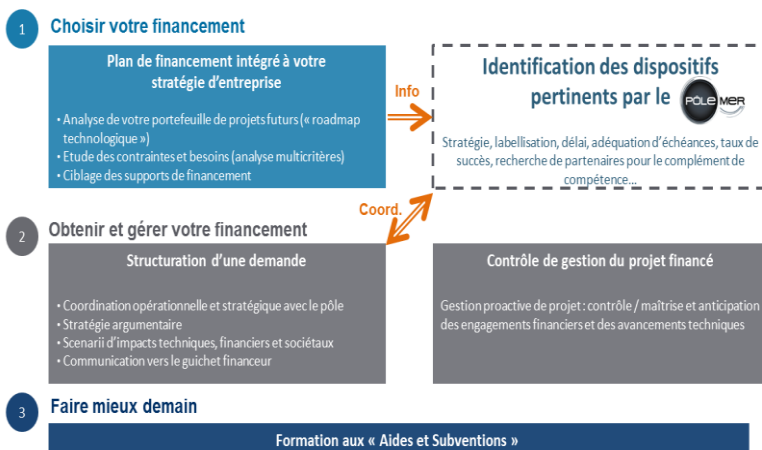 1 Choisir votre financement
Plan de financement intégré à votre
stratégie d'entreprise
• Analyse de votre portefeuille de projets futurs (« roadmap
technologique »)
• Etude des contraintes et besoins (analyse multicritères)
• Ciblage des supports de financement
Info
Identification des dispositifs
pertinents par le PÔLE MER
Stratégie, labellisation, délai, adéquation d'échéances, taux de
succès, recherche de partenaires pour le complément de
compétence...
Coord.
2 Obtenir et gérer votre financement
Structuration d'une demande
• Coordination opérationnelle et stratégique avec le pôle
• Stratégie argumentaire
• Scenarii d'impacts techniques, financiers et sociétaux
• Communication vers le guichet financeur
Contrôle de gestion du projet financé
Gestion proactive de projet : contrôle / maîtrise et anticipation
des engagements financiers et des avancements techniques
3 Faire mieux demain
Formation aux « Aides et Subventions »